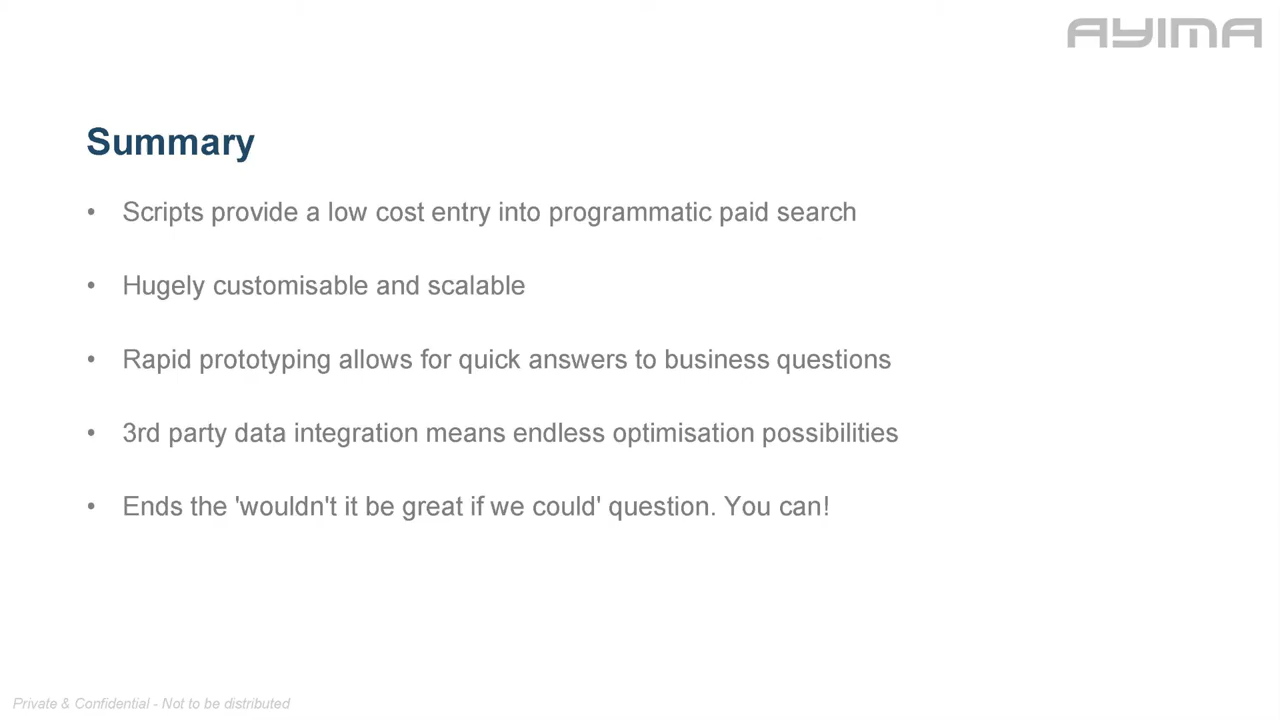 AYIMA
Summary
• Scripts provide a low cost entry into programmatic paid search
• Hugely customisable and scalable
• Rapid prototyping allows for quick answers to business questions
• 3rd party data integration means endless optimisation possibilities
• Ends the 'wouldn't it be great if we could' question. You can!
Private & Confidential - Not to be distributed